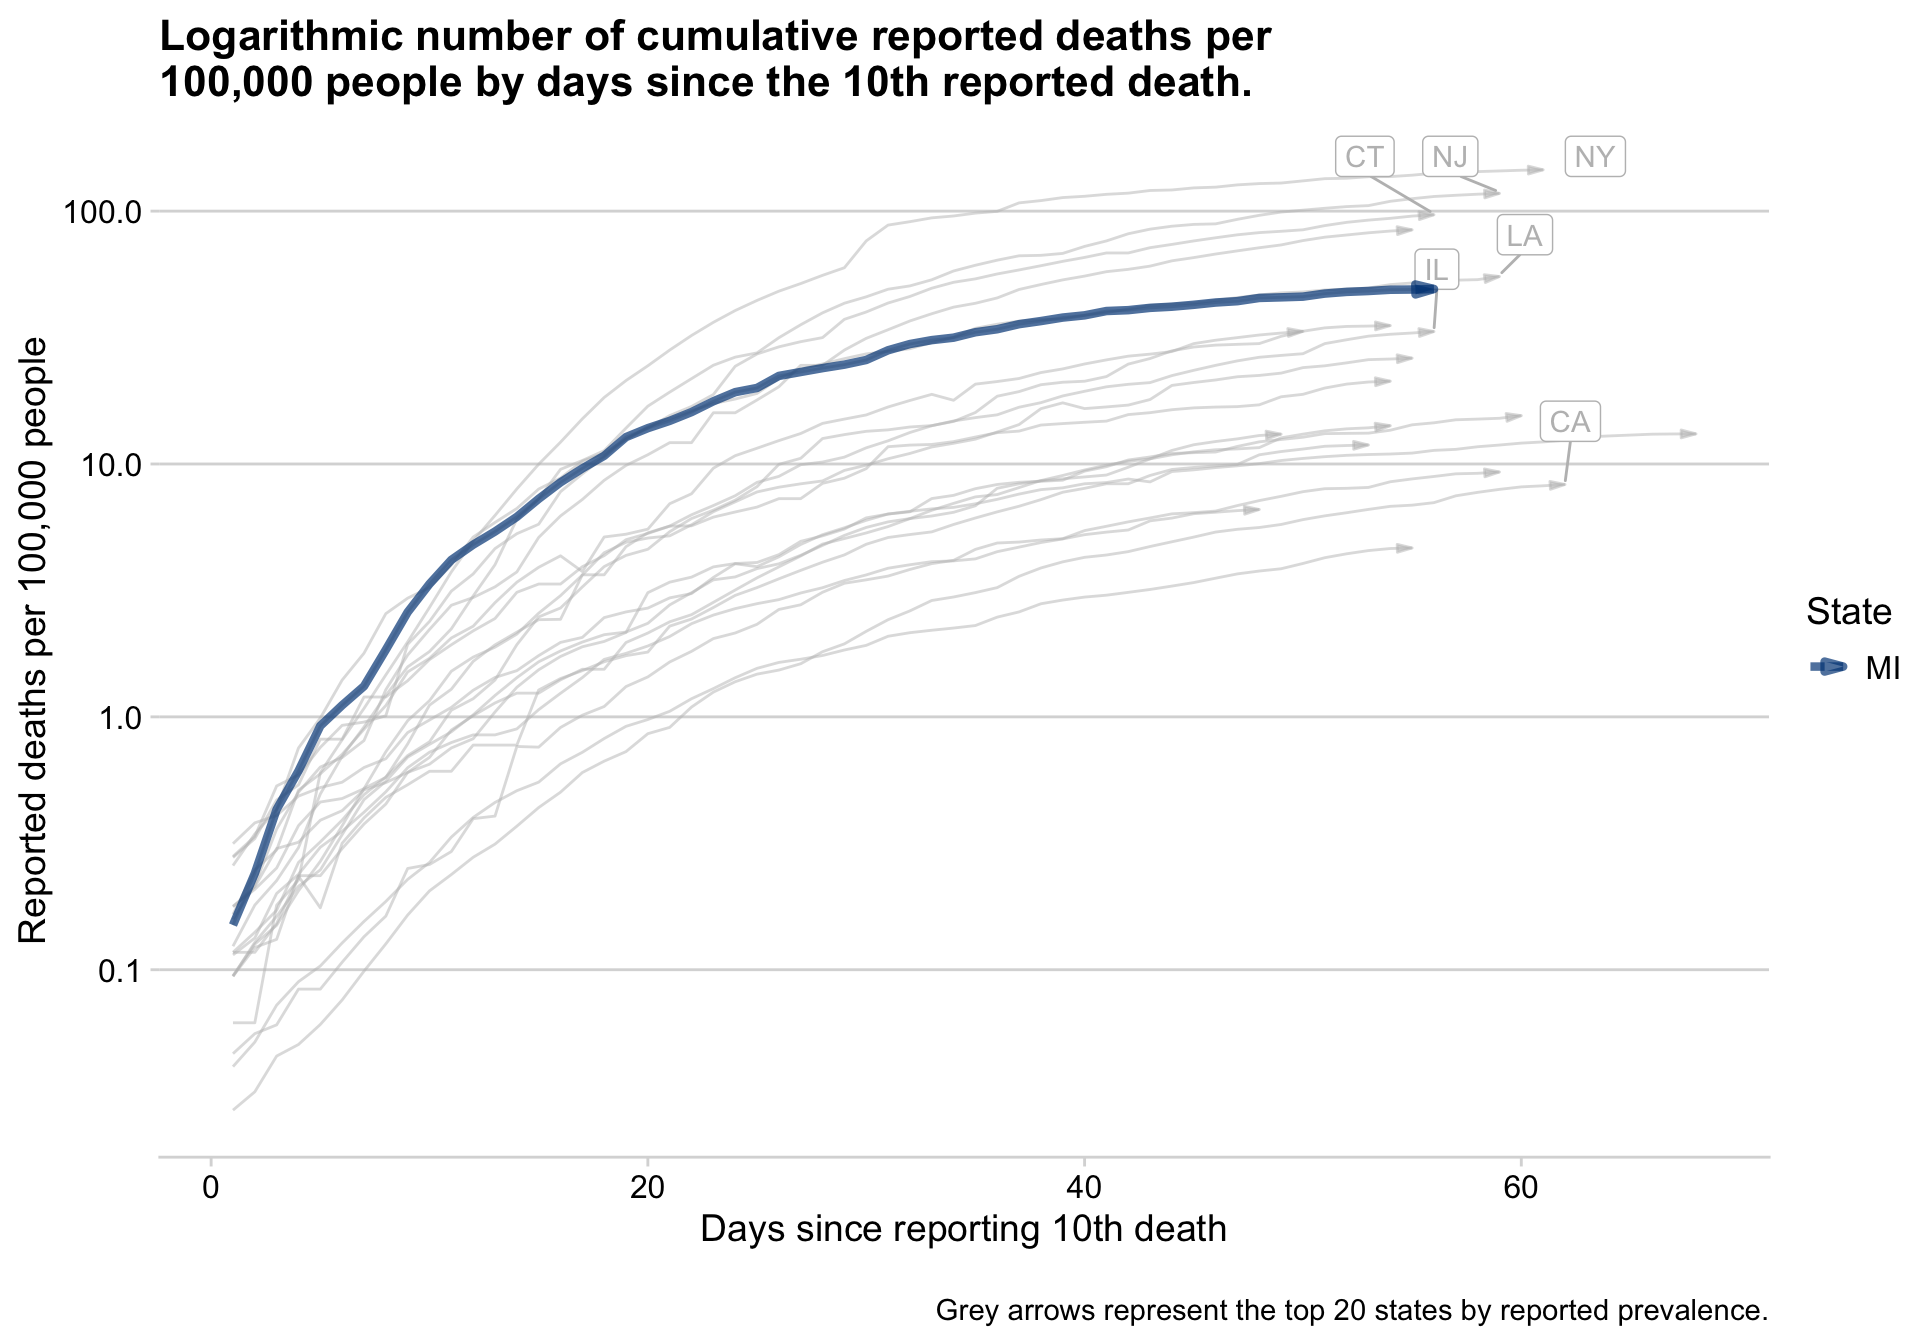 Logarithmic number of cumulative reported deaths per
100,000 people by days since the 10th reported death.
CT
NJ
NY
LA
IL
CA
100.0
10.0
1.0
0.1
Reported deaths per 100,000 people
0
20
40
60
Days since reporting 10th death
State
MI
Grey arrows represent the top 20 states by reported prevalence.